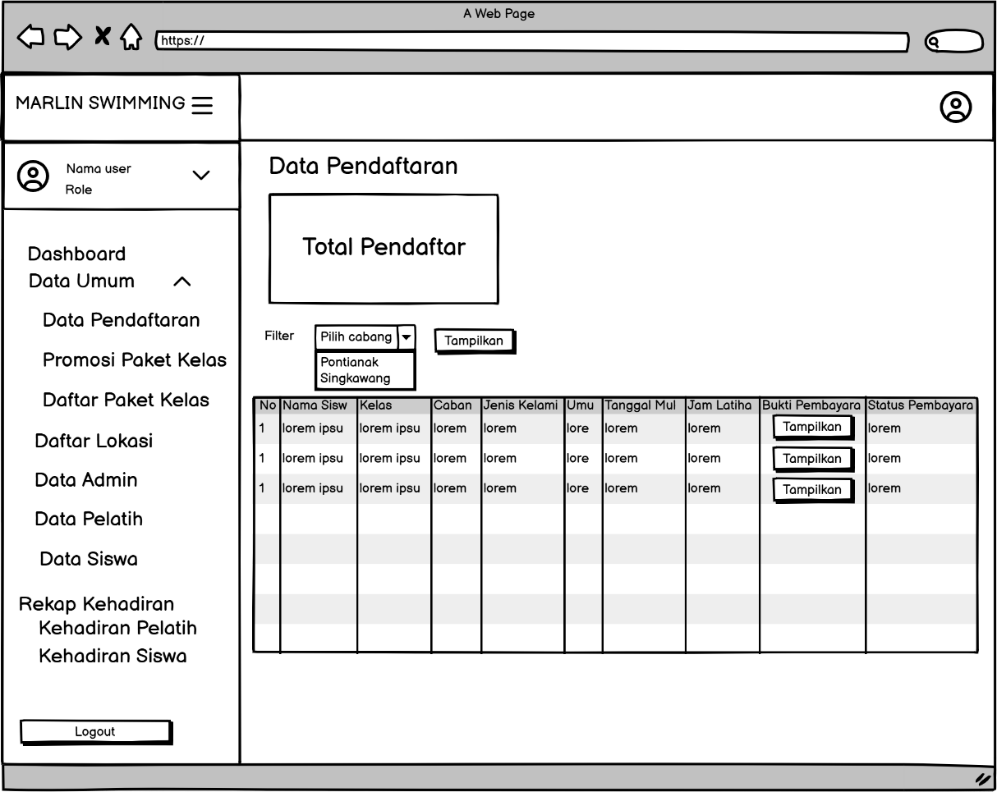 A Web Page
https://
MARLIN SWIMMING
Nama user
Role
Dashboard
Data Umum
Data Pendaftaran
Promosi Paket Kelas
Daftar Paket Kelas
Daftar Lokasi
Data Admin
Data Pelatih
Data Siswa
Rekap Kehadiran
Kehadiran Pelatih
Kehadiran Siswa
Logout
Data Pendaftaran
Total Pendaftar
Filter Pilih cabang Tampilkan
Pontianak
Singkawang
No Nama Sisw Kelas Caban Jenis Kelami Umu Tanggal Mul Jam Latiha Bukti Pembayara Status Pembayara
1 lorem ipsu lorem ipsu lorem lorem lore lorem lorem Tampilkan lorem
1 lorem ipsu lorem ipsu lorem lorem lore lorem lorem Tampilkan lorem
1 lorem ipsu lorem ipsu lorem lorem lore lorem lorem Tampilkan lorem